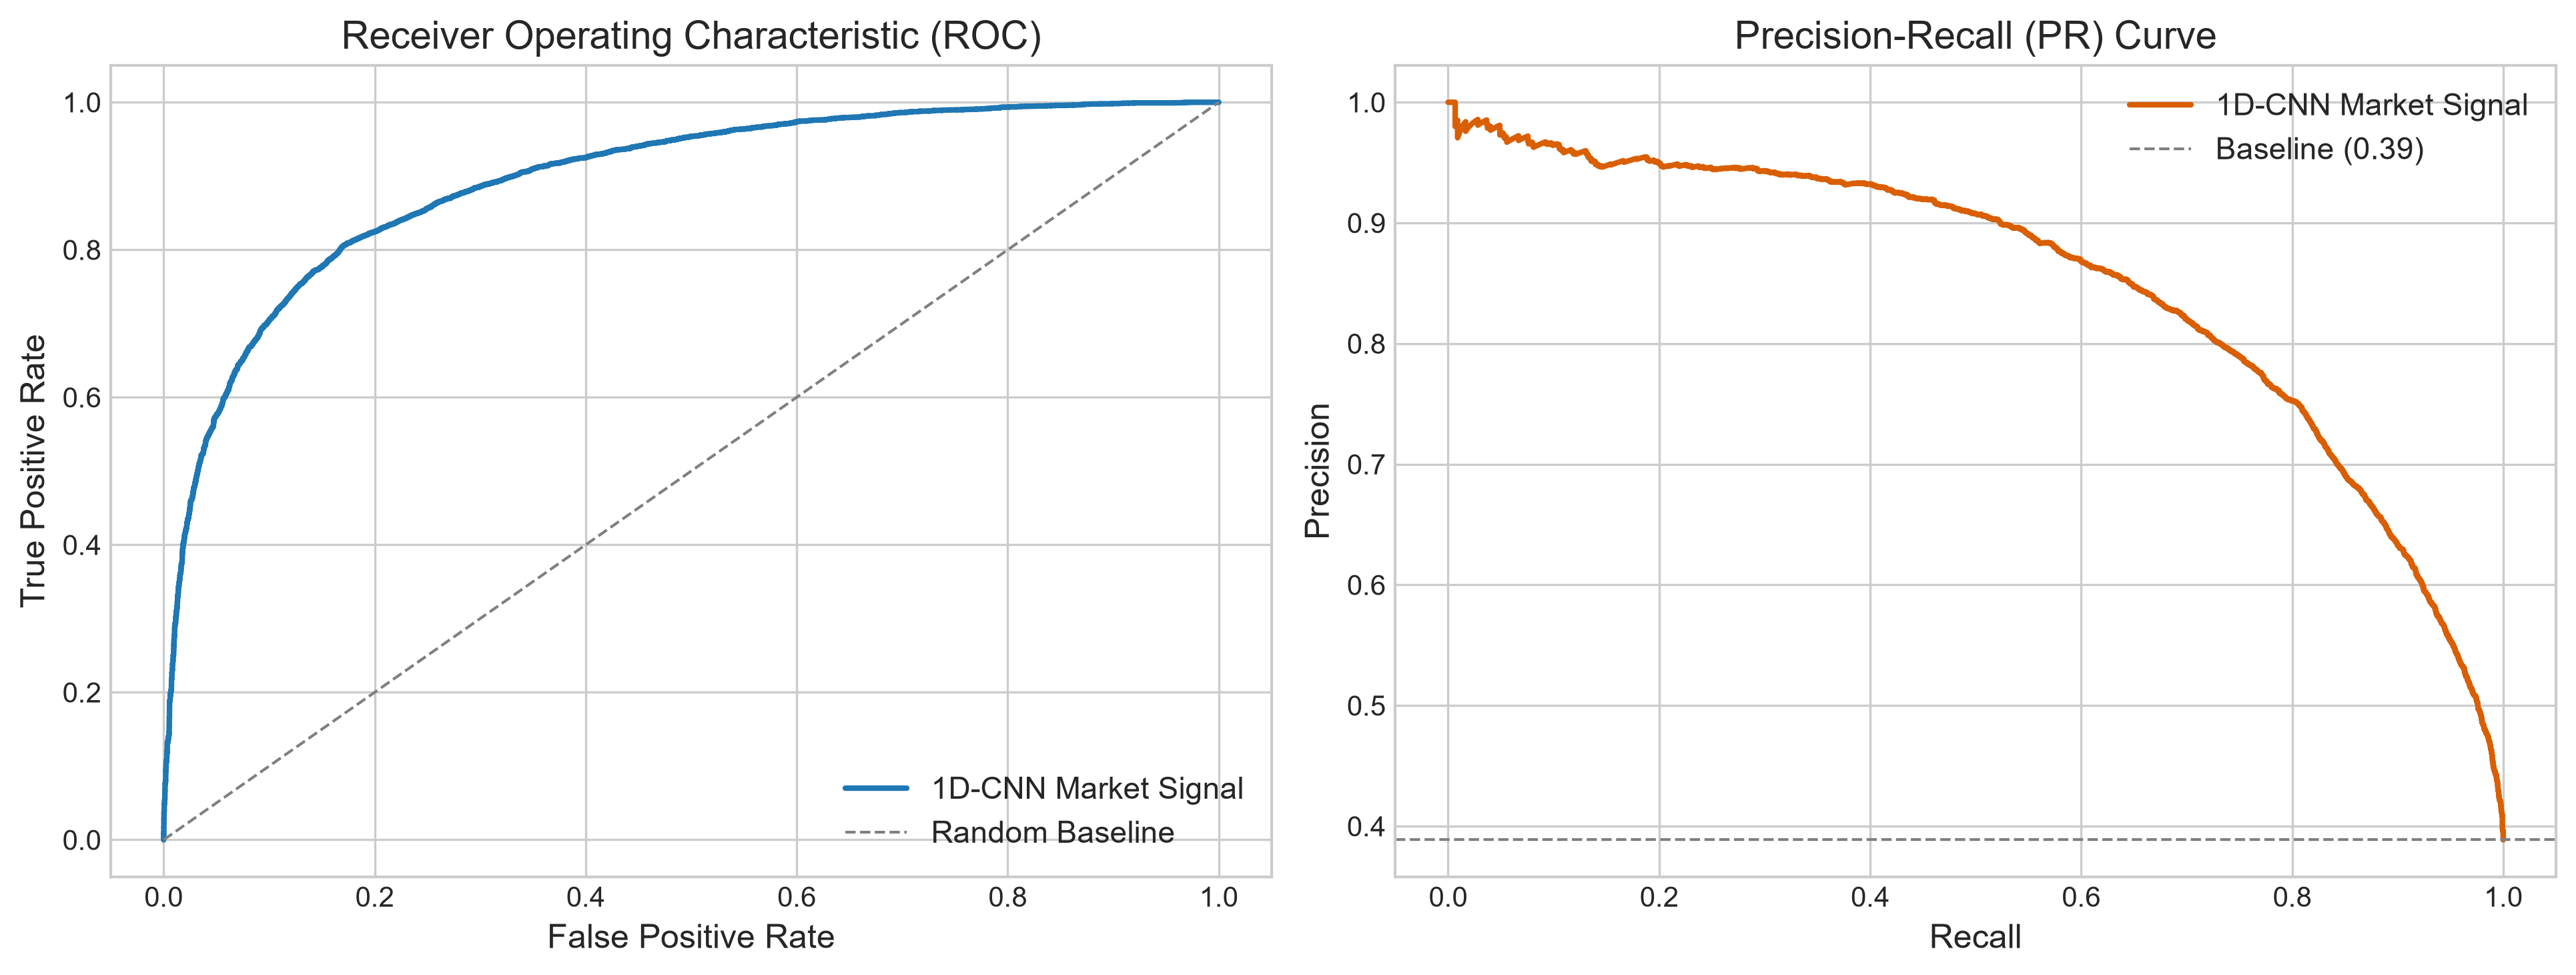 Receiver Operating Characteristic (ROC)
1.0
0.8
0.6
0.4
0.2
0.0
True Positive Rate
1D-CNN Market Signal
Random Baseline
0.0 0.2 0.4 0.6 0.8 1.0
False Positive Rate
Precision-Recall (PR) Curve
1D-CNN Market Signal
Baseline (0.39)
1.0
0.9
0.8
0.7
0.6
0.5
0.4
Precision
0.0 0.2 0.4 0.6 0.8 1.0
Recall